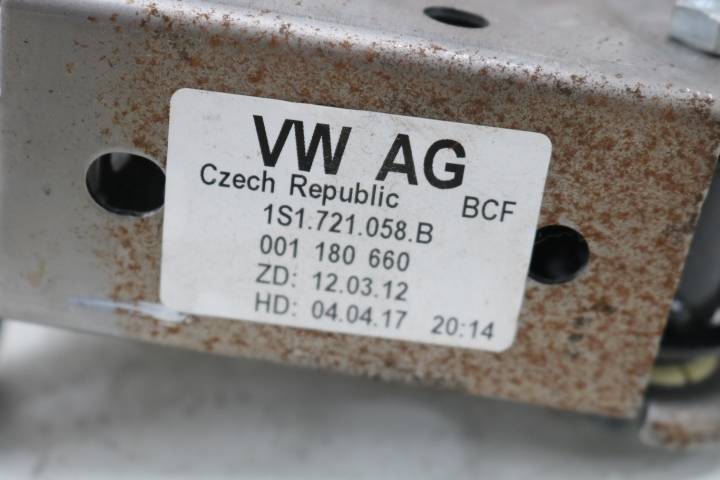 VW AG
Czech Republic BCF
1S1.721.058.B
001 180 660
ZD: 12.03.12
HD: 04.04.17 20:14